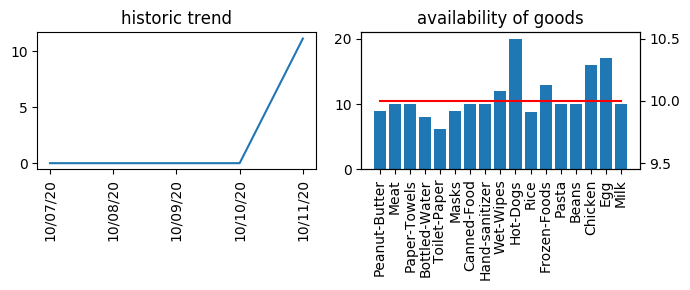 historic trend
10
5
0
10/07/20
10/08/20
10/09/20
10/10/20
10/11/20
availability of goods
20
10
0
10.5
10.0
9.5
Peanut-Butter
Meat
Paper-Towels
Bottled-Water
Toilet-Paper
Masks
Canned-Food
Hand-sanitizer
Wet-Wipes
Hot-Dogs
Rice
Frozen-Foods
Pasta
Beans
Chicken
Egg
Milk